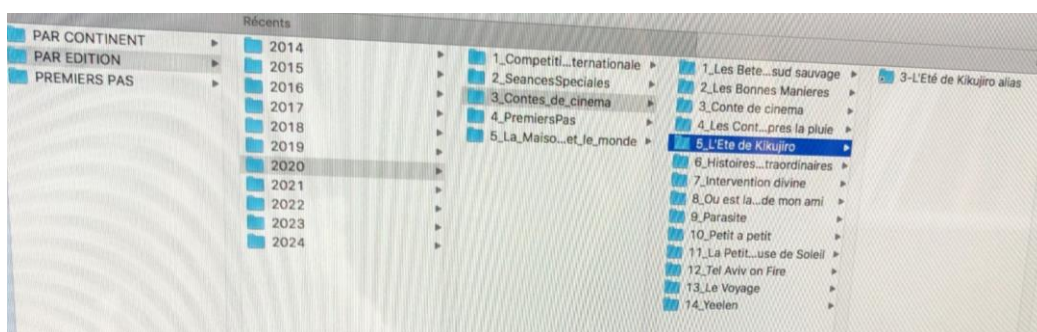 Récents
PAR CONTINENT
PAR EDITION
PREMIERS PAS
2014
2015
2016
2017
2018
2019
2020
2021
2022
2023
2024
1_Competiti...ternationale
2_SeancesSpeciales
3_Contes_de_cinema
4_PremiersPas
5_La_Maiso...et_le_monde
1_Les Bete...sud sauvage
2_Les Bonnes Manieres
3_Conte de cinema
4_Les Cont...pres la pluie
5_L'Ete de Kikujiro
6_Histoires...traordinaires
7_Intervention divine
8_Ou est la...de mon ami
9_Parasite
10_Petit a petit
11_La Petit...use de Soleil
12_Tel Aviv on Fire
13_Le Voyage
14_Yeelen
3-L'Eté de Kikujiro alias